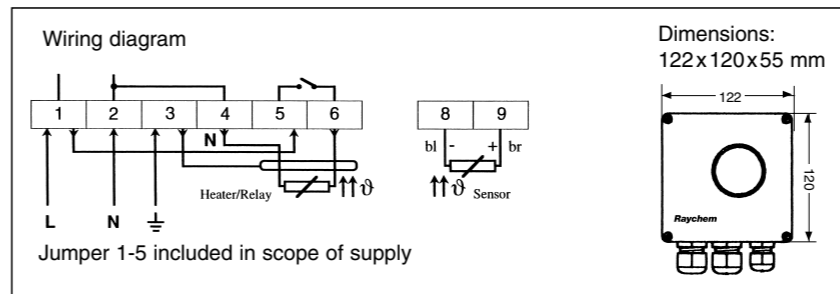 Wiring diagram
1 2 3 4 5 6
N
Heater/Relay ϑ
L N
Jumper 1-5 included in scope of supply
8 9
bl - + br
ϑ Sensor
Dimensions:
122x120x55 mm
122
120
Raychem